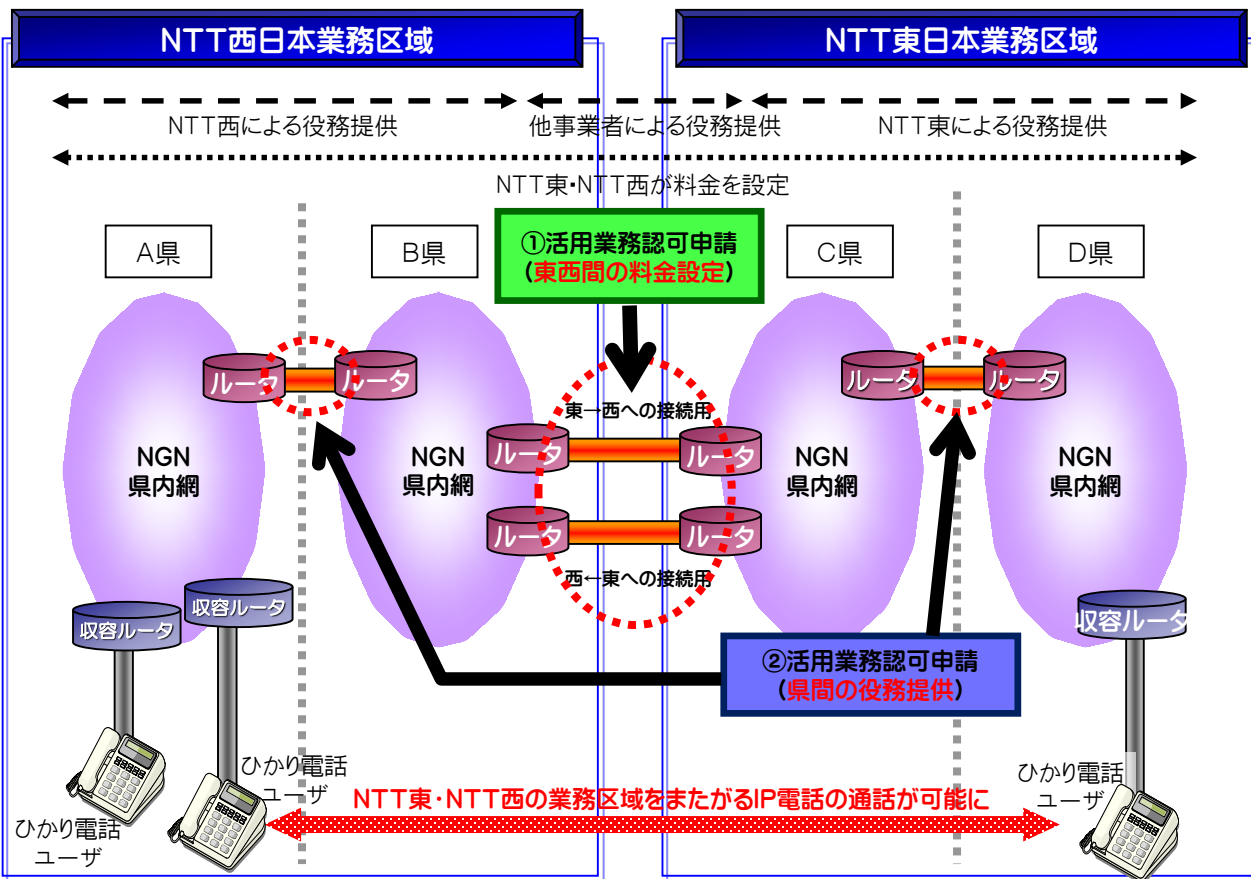 NTT西日本業務区域
NTT東日本業務区域
NTT西による役務提供
他事業者による役務提供
NTT東による役務提供
NTT東・NTT西が料金を設定
A県
B県
①活用業務認可申請
(東西間の料金設定)
C県
D県
ルータ
ルータ
ルータ
ルータ
東→西への接続用
ルータ
ルータ
NGN
県内網
NGN
県内網
NGN
県内網
NGN
県内網
ルータ
ルータ
西←東への接続用
収容ルータ
収容ルータ
収容ルータ
②活用業務認可申請
(県間の役務提供)
ひかり電話
ユーザ
ひかり電話
ユーザ
ひかり電話
ユーザ
NTT東・NTT西の業務区域をまたがるIP電話の通話が可能に